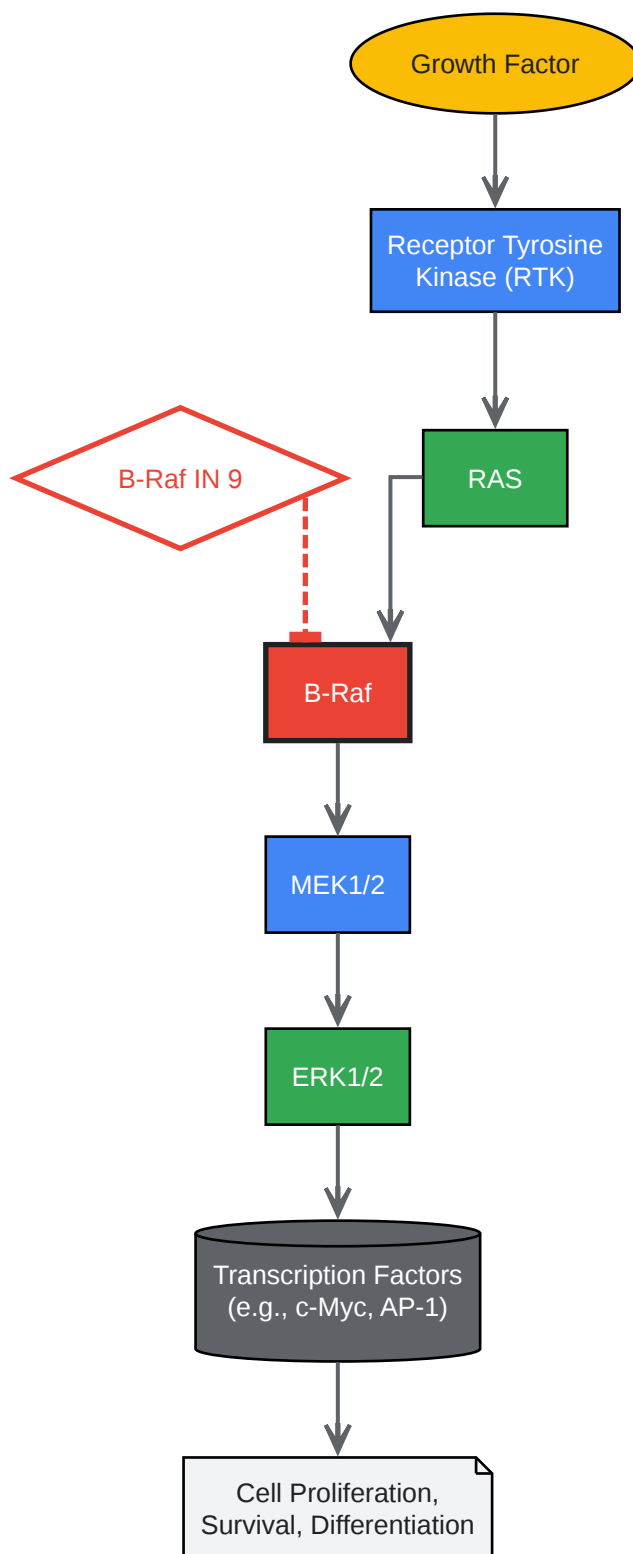 Growth Factor
Receptor Tyrosine
Kinase (RTK)
RAS
B-Raf IN 9
B-Raf
MEK1/2
ERK1/2
Transcription Factors
(e.g., c-Myc, AP-1)
Cell Proliferation,
Survival, Differentiation